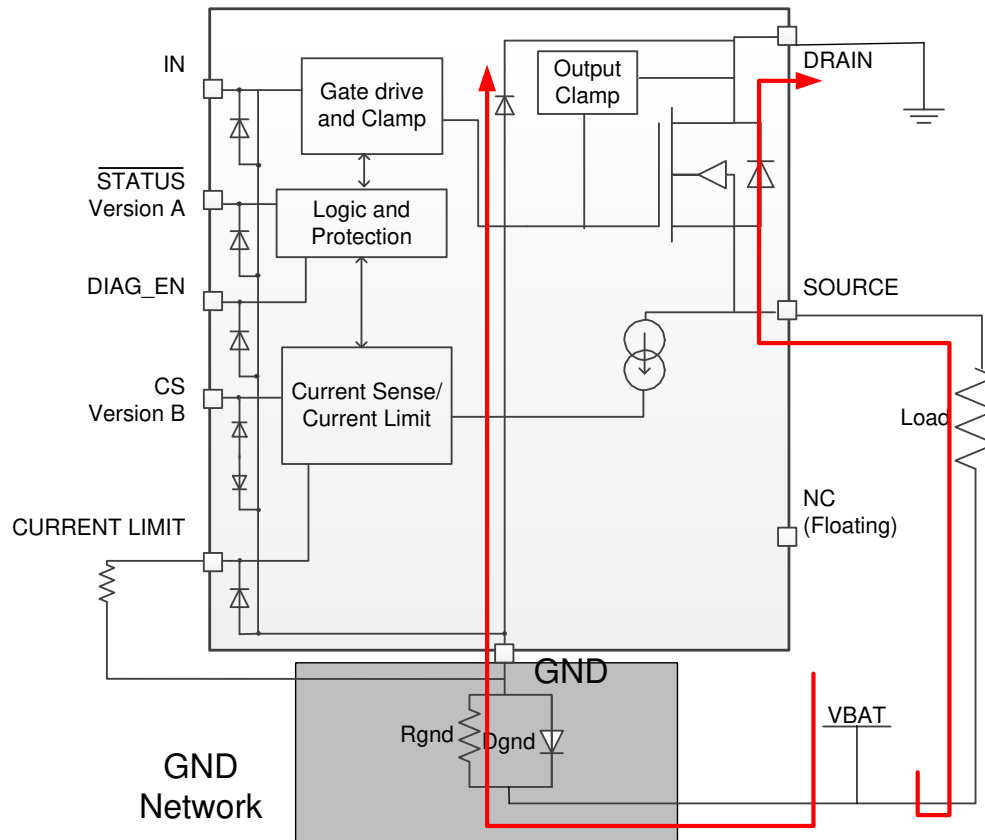 IN
Gate drive
and Clamp
Output
Clamp
DRAIN
STATUS
Version A
Logic and
Protection
DIAG_EN
SOURCE
CS
Version B
Current Sense/
Current Limit
Load
NC
(Floating)
CURRENT LIMIT
GND
Rgnd
Dgnd
VBAT
GND
Network